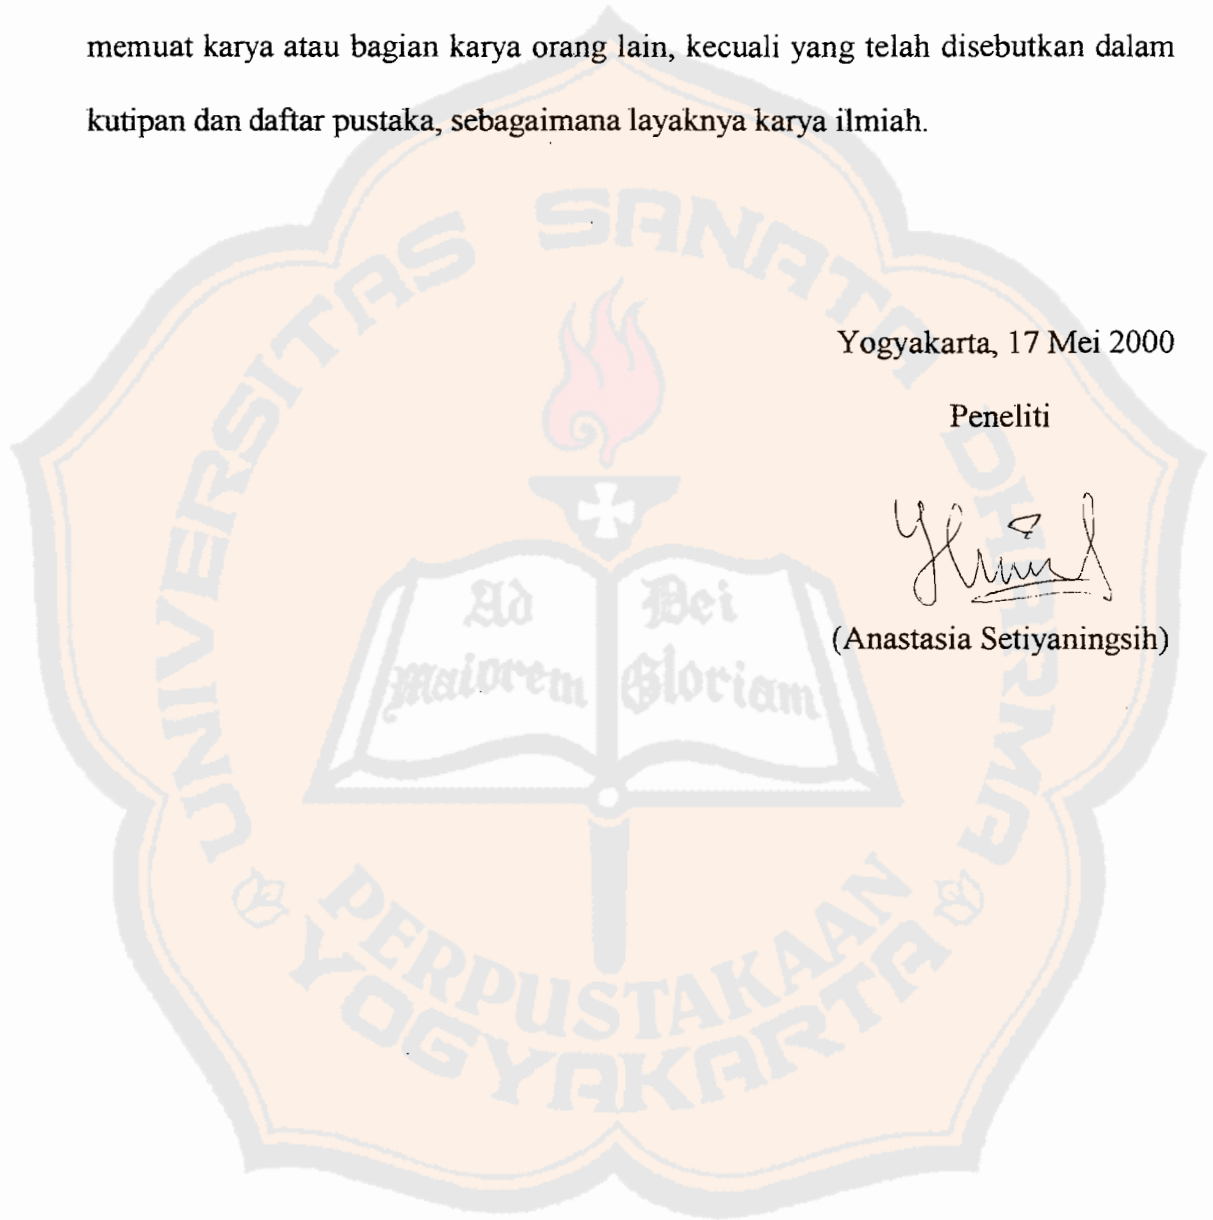 memuat karya atau bagian karya orang lain, kecuali yang telah disebutkan dalam
kutipan dan daftar pustaka, sebagaimana layaknya karya ilmiah.
UNIVERSITAS SANATA DHARMA
Yogyakarta, 17 Mei 2000
Peneliti
Ad Dei
maiorem Gloriam
(Anastasia Setiyaningsih)
PERPUSTAKAAN
YOGYAKARTA